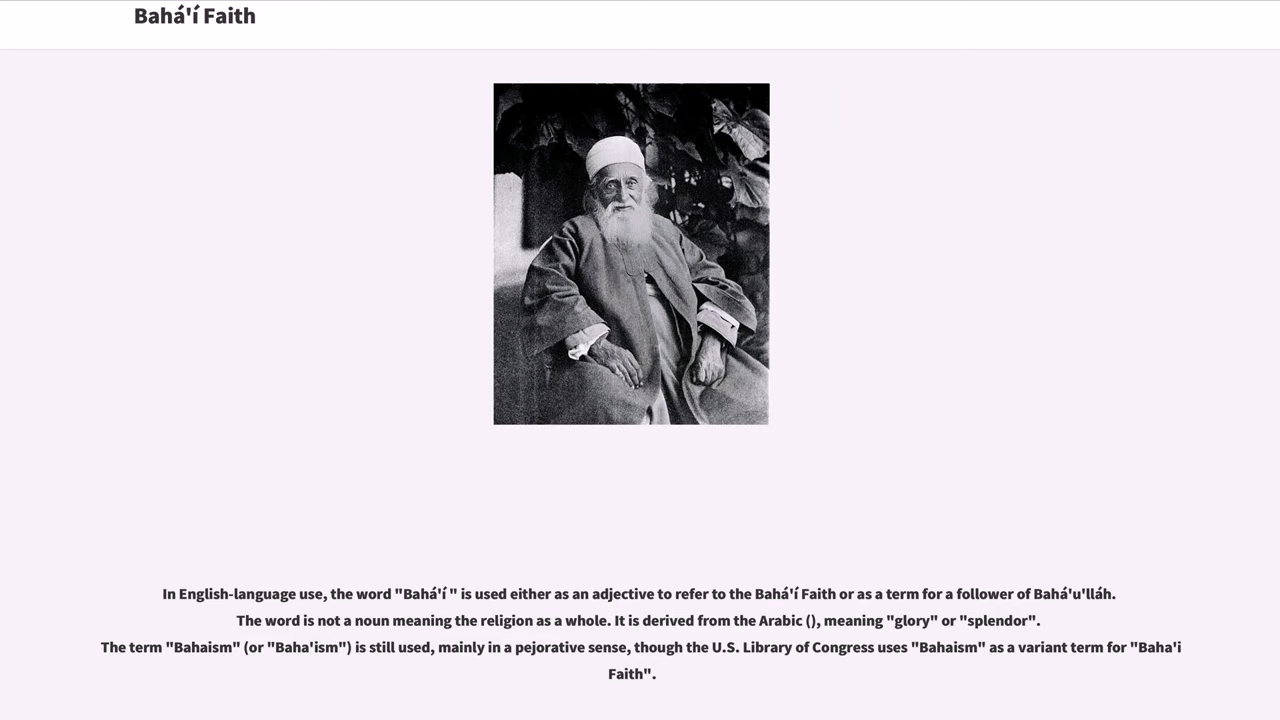 Bahá'í Faith
In English-language use, the word "Bahá'í " is used either as an adjective to refer to the Bahá'í Faith or as a term for a follower of Bahá'u'lláh.
The word is not a noun meaning the religion as a whole. It is derived from the Arabic (), meaning "glory" or "splendor".
The term "Bahaism" (or "Baha'ism") is still used, mainly in a pejorative sense, though the U.S. Library of Congress uses "Bahaism" as a variant term for "Baha'i
Faith".